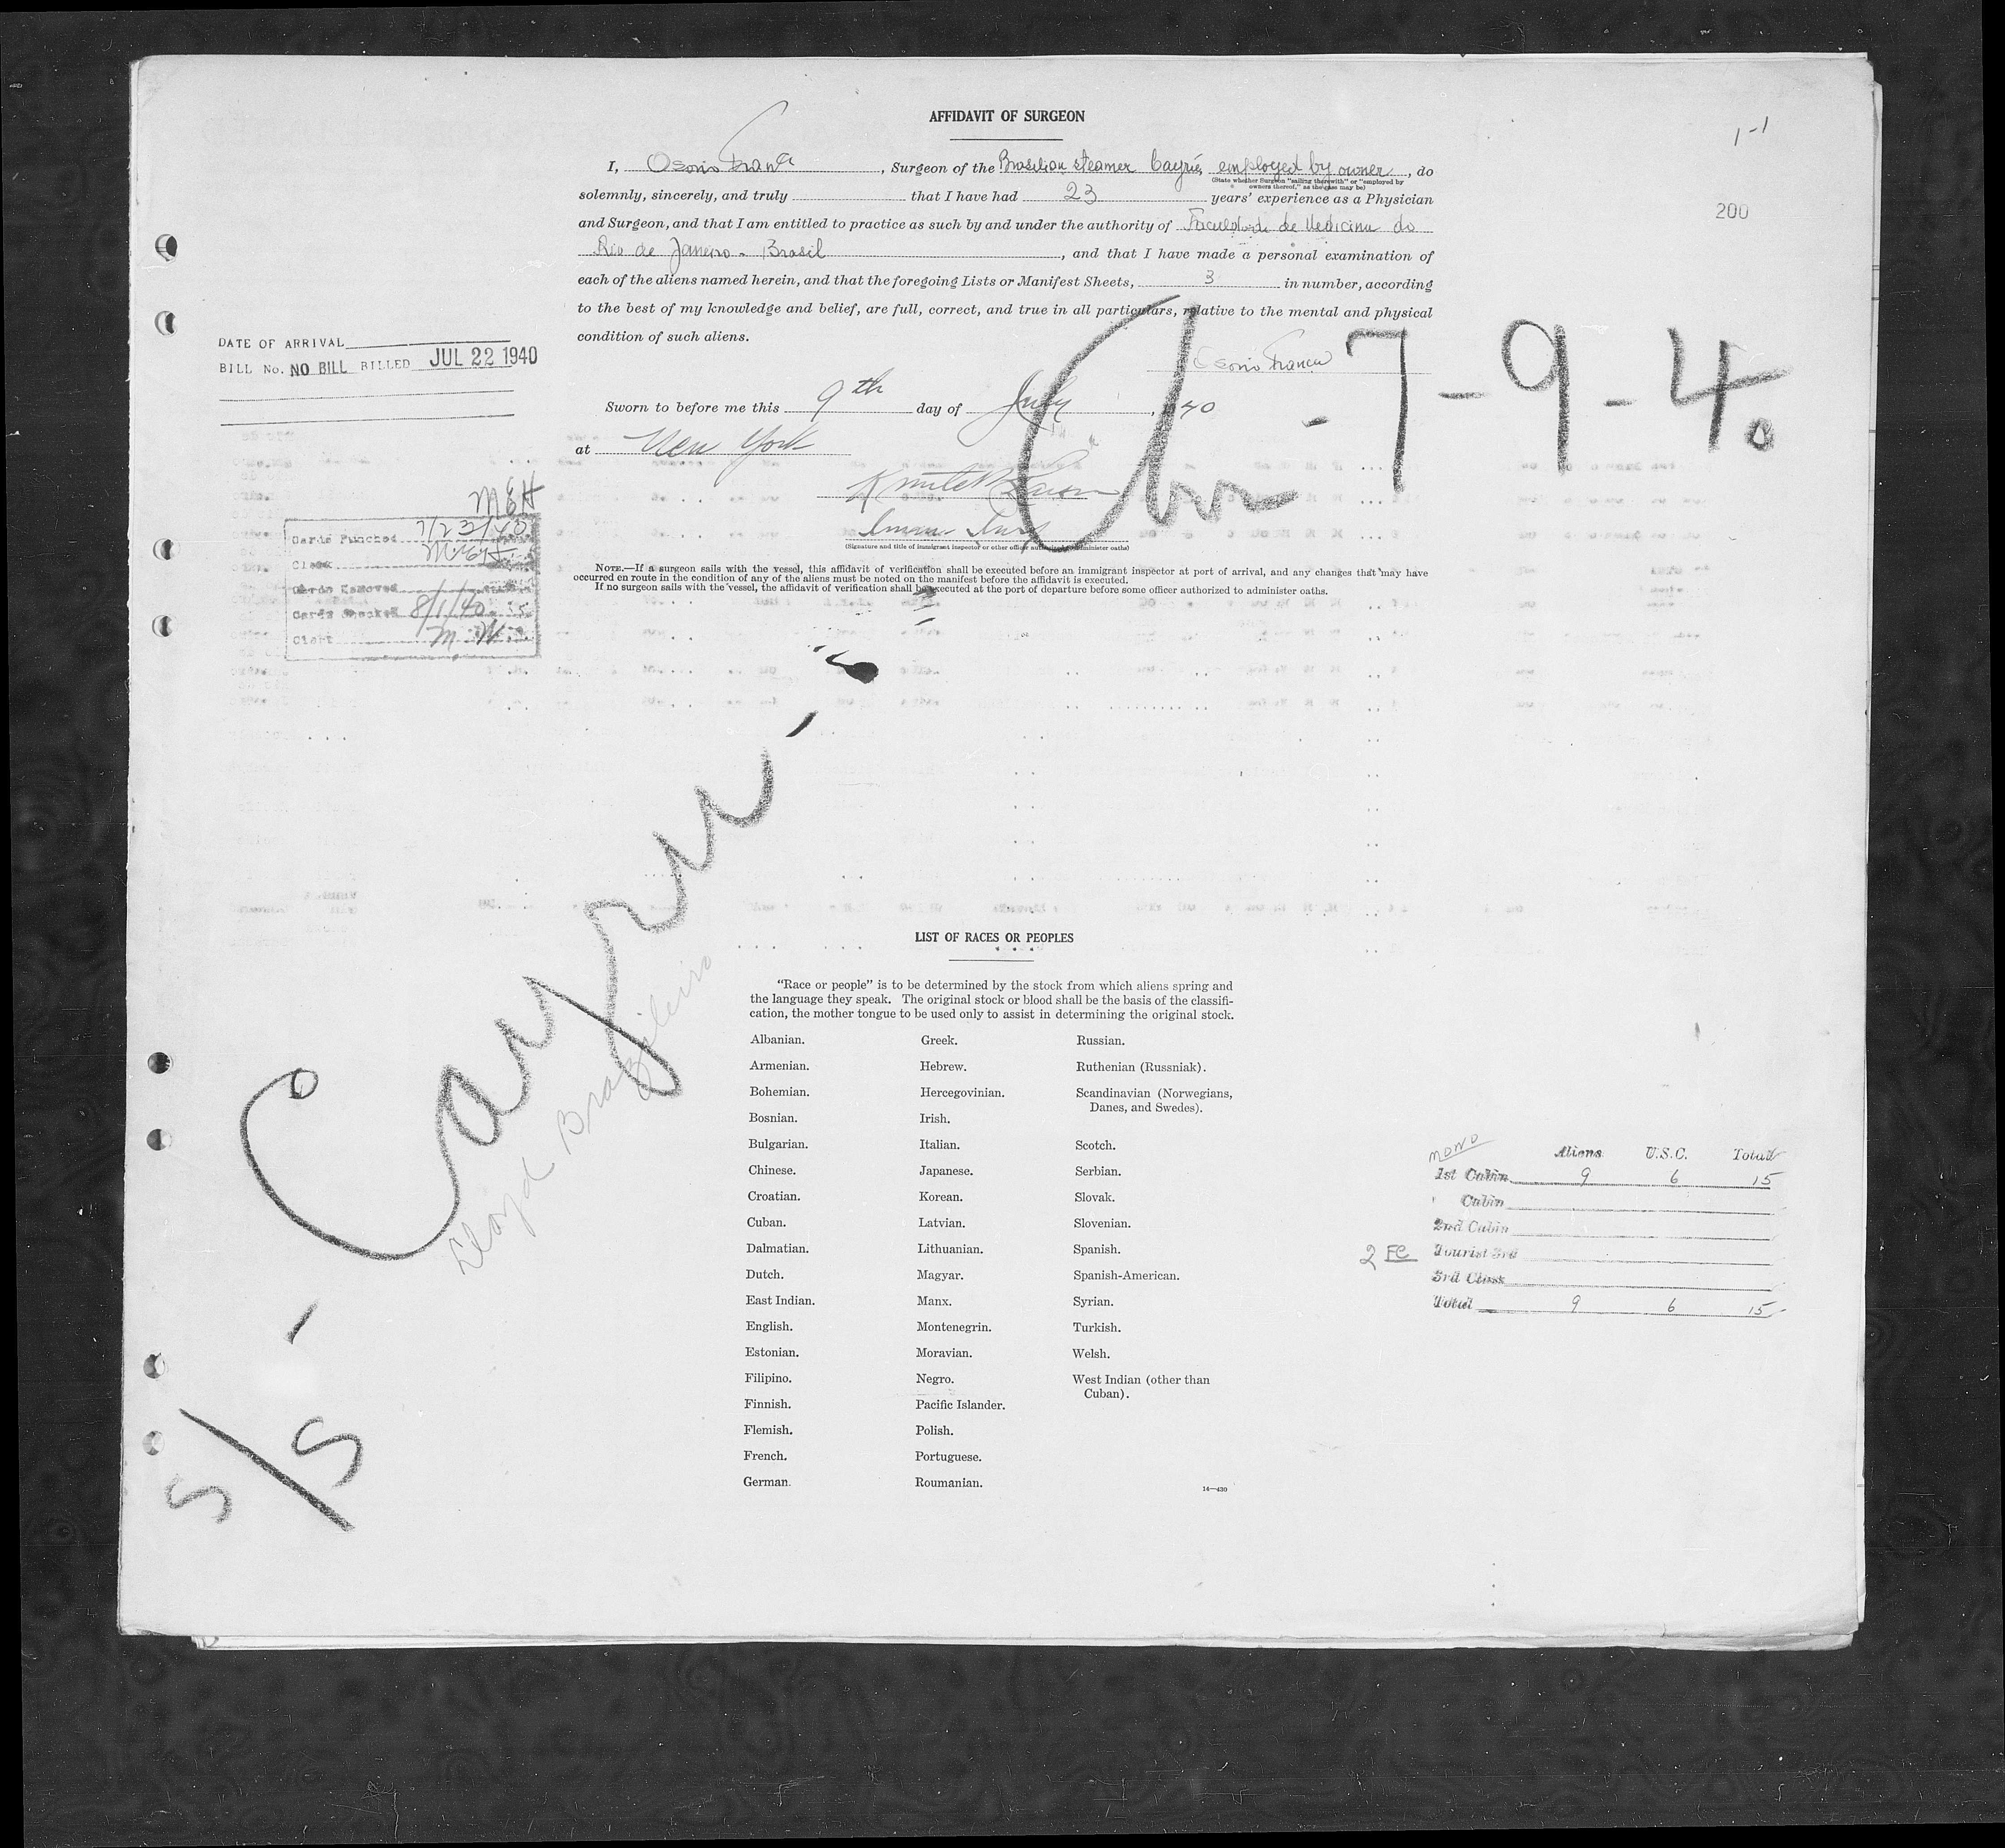 AFFIDAVIT OF SURGEON
1-1
200
I, Osorio Franca, Surgeon of the Brasilian steamer Cayrú, employed by owner, do
(State whether Surgeon "sailing therewith" or "employed by
owners thereof," as the case may be)
solemnly, sincerely, and truly that I have had 23 years' experience as a Physician
and Surgeon, and that I am entitled to practice as such by and under the authority of Faculdade de Medicina do
Rio de Janeiro - Brasil, and that I have made a personal examination of
each of the aliens named herein, and that the foregoing Lists or Manifest Sheets, 3 in number, according
to the best of my knowledge and belief, are full, correct, and true in all particulars, relative to the mental and physical
condition of such aliens.
Osorio Franca
Sworn to before me this 9th day of July, 1940
at New York
(Signature and title of immigrant inspector or other officer authorized to administer oaths)
NOTE.—If a surgeon sails with the vessel, this affidavit of verification shall be executed before an immigrant inspector at port of arrival, and any changes that may have
occurred en route in the condition of any of the aliens must be noted on the manifest before the affidavit is executed.
If no surgeon sails with the vessel, the affidavit of verification shall be executed at the port of departure before some officer authorized to administer oaths.
- 7 - 9 - 40
DATE OF ARRIVAL
BILL No. NO BILL BILLED JUL 22 1940
MEH
Cards Punched 7/23/40
Clerk MEH
Cards Removed
Cards Checked 8/1/40
Clerk M. W.
S/S - Cayru -
Lloyd Brazileiro
LIST OF RACES OR PEOPLES
"Race or people" is to be determined by the stock from which aliens spring and
the language they speak. The original stock or blood shall be the basis of the classifi-
cation, the mother tongue to be used only to assist in determining the original stock.
Albanian.
Armenian.
Bohemian.
Bosnian.
Bulgarian.
Chinese.
Croatian.
Cuban.
Dalmatian.
Dutch.
East Indian.
English.
Estonian.
Filipino.
Finnish.
Flemish.
French.
German.
Greek.
Hebrew.
Hercegovinian.
Irish.
Italian.
Japanese.
Korean.
Latvian.
Lithuanian.
Magyar.
Manx.
Montenegrin.
Moravian.
Negro.
Pacific Islander.
Polish.
Portuguese.
Roumanian.
Russian.
Ruthenian (Russniak).
Scandinavian (Norwegians,
Danes, and Swedes).
Scotch.
Serbian.
Slovak.
Slovenian.
Spanish.
Spanish-American.
Syrian.
Turkish.
Welsh.
West Indian (other than
Cuban).
14—430
MONO
Aliens U.S.C. Total
1st Cabin 9 6 15
Cabin
2nd Cabin
2 FC Tourist 3rd
3rd Class
Total 9 6 15